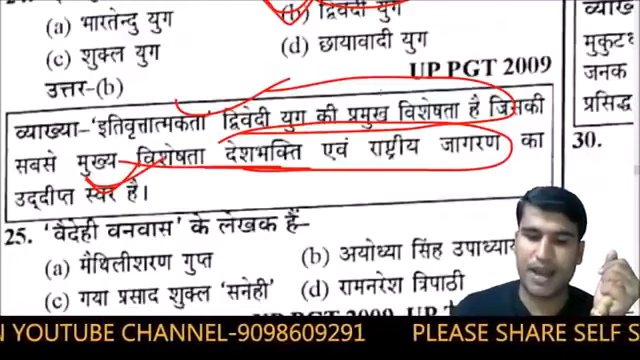 (a) भारतेन्दु युग
(b) द्विवेदी युग
(c) शुक्ल युग
(d) छायावादी युग
उत्तर-(b)
UP PGT 2009
व्याख्या-'इतिवृत्तात्मकता' द्विवेदी युग की प्रमुख विशेषता है जिसकी
सबसे मुख्य विशेषता देशभक्ति एवं राष्ट्रीय जागरण का
उद्दीप्त स्वर है।
25. 'वैदेही वनवास' के लेखक हैं-
(a) मैथिलीशरण गुप्त
(b) अयोध्या सिंह उपाध्याय
(c) गया प्रसाद शुक्ल 'सनेही'
(d) रामनरेश त्रिपाठी
मुकुट
जनक
प्रसिद्ध
30.
N YOUTUBE CHANNEL-9098609291 PLEASE SHARE SELF S